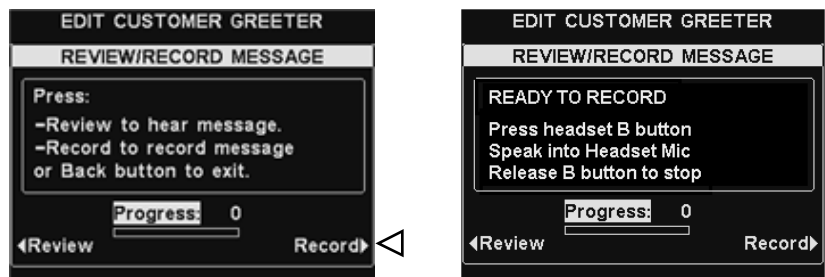 EDIT CUSTOMER GREETER
REVIEW/RECORD MESSAGE
Press:
-Review to hear message.
-Record to record message
or Back button to exit.
Progress: 0
Review Record
EDIT CUSTOMER GREETER
REVIEW/RECORD MESSAGE
READY TO RECORD
Press headset B button
Speak into Headset Mic
Release B button to stop
Progress: 0
Review Record